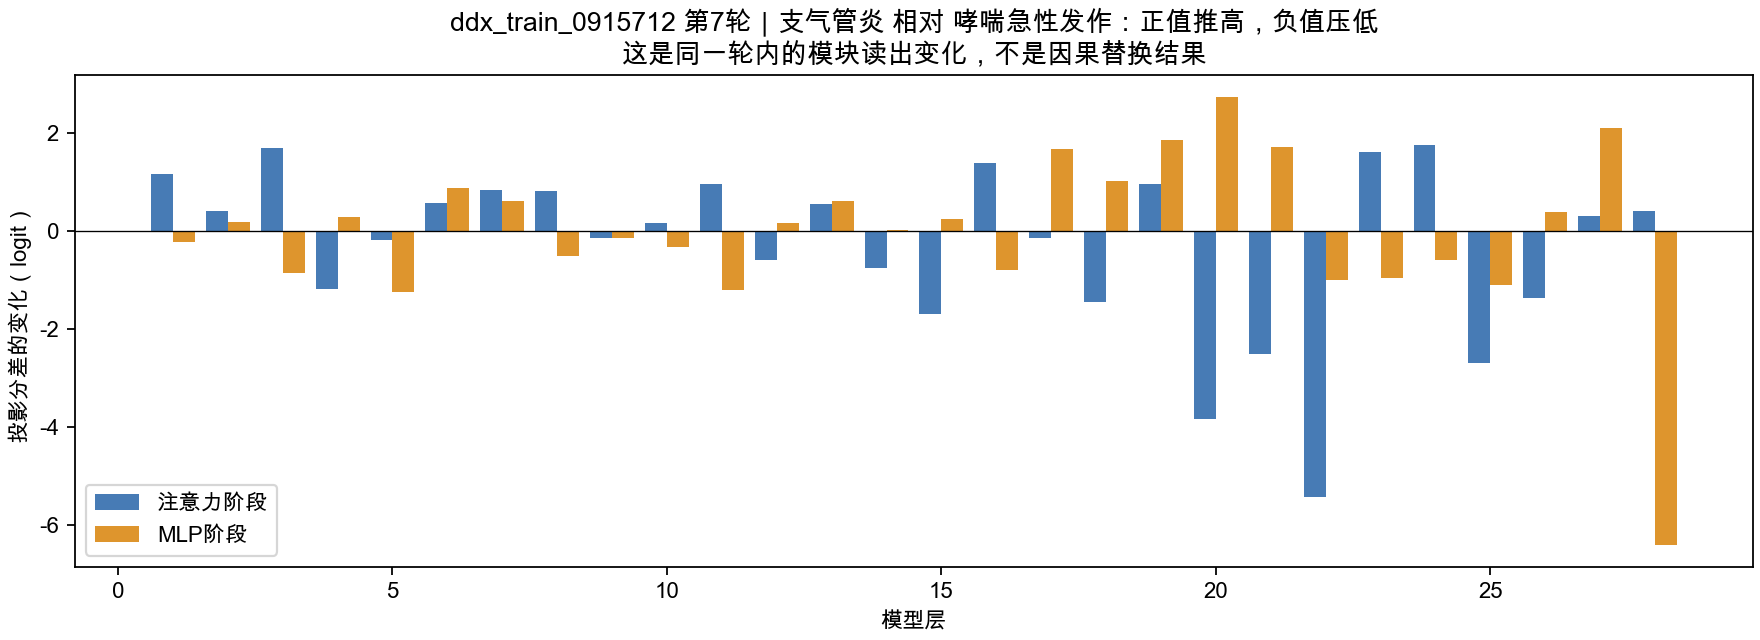 ddx_train_0915712 第7轮｜支气管炎 相对 哮喘急性发作：正值推高，负值压低
这是同一轮内的模块读出变化，不是因果替换结果
投影分差的变化（logit）
2
0
-2
-4
-6
注意力阶段
MLP阶段
0 5 10 15 20 25
模型层